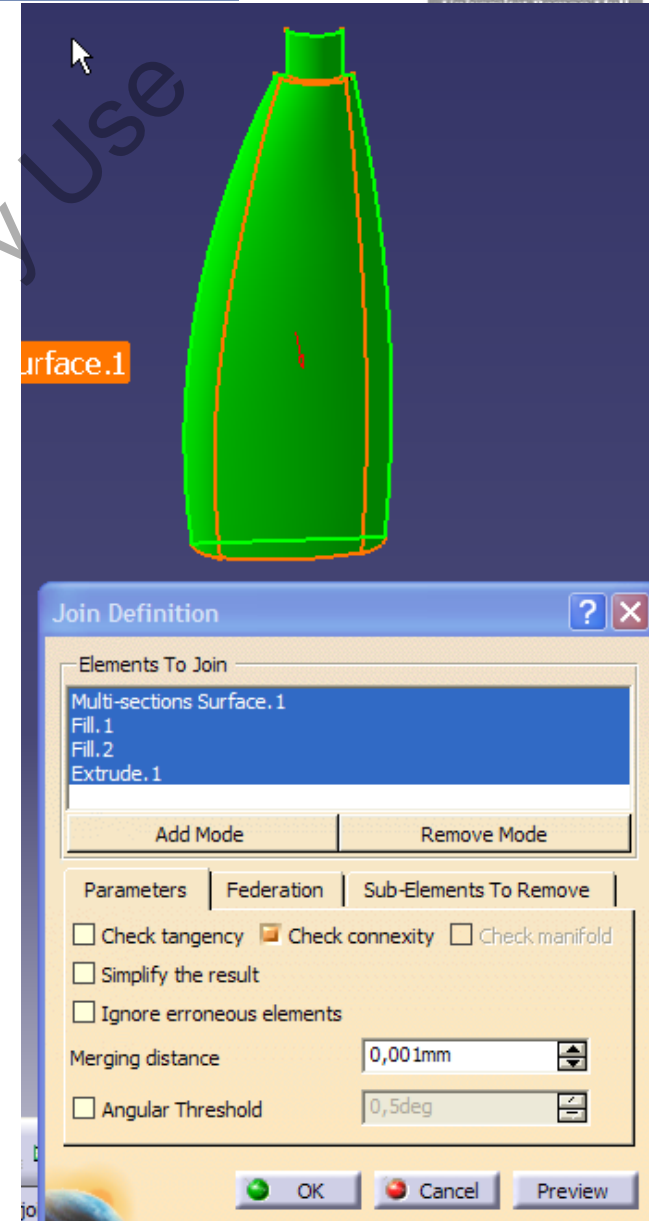 y Use
urface.1
Join Definition
Elements To Join
Multi-sections Surface.1
Fill.1
Fill.2
Extrude.1
Add Mode Remove Mode
Parameters Federation Sub-Elements To Remove
Check tangency Check connexity Check manifold
Simplify the result
Ignore erroneous elements
Merging distance 0,001mm
Angular Threshold 0,5deg
OK Cancel Preview
jo